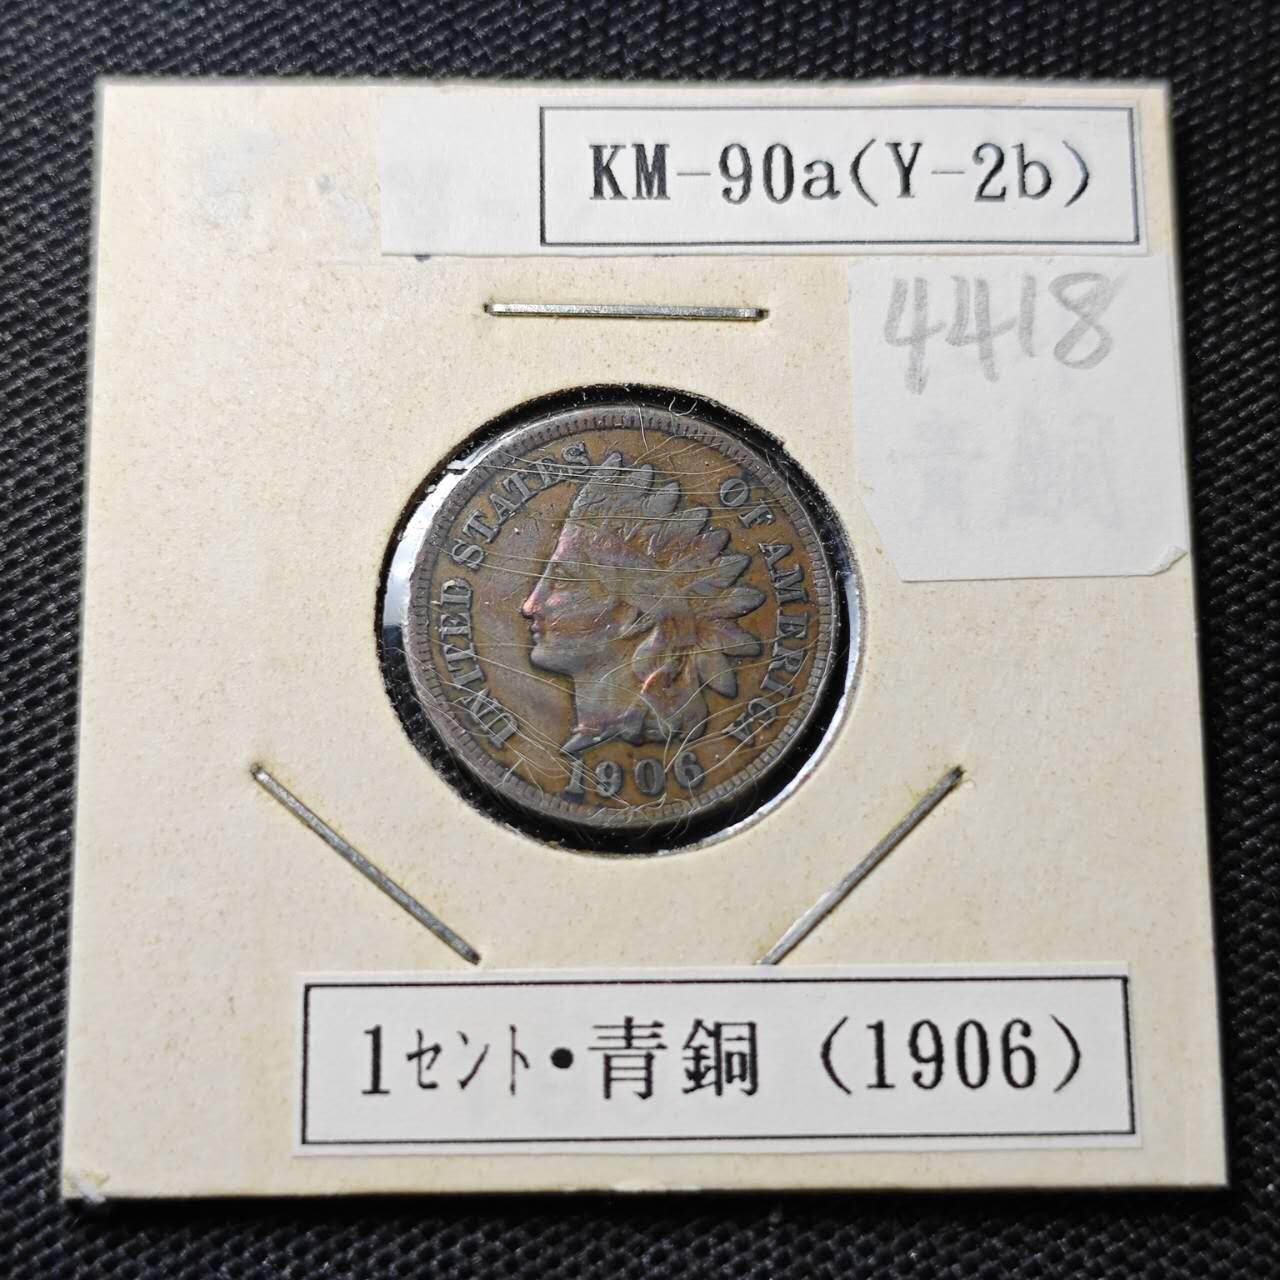 KM-90a(Y-2b)
4418
UNITED STATES OF AMERICA
1906
1セント・青銅 (1906)